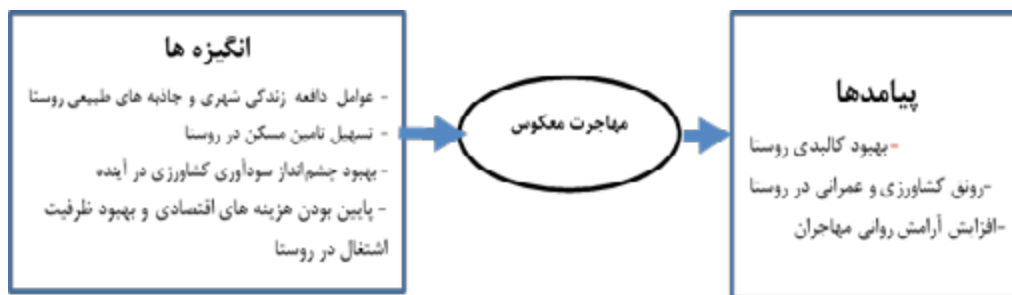 انگیزه ها
- عوامل دافعه زندگی شهری و جاذبه های طبیعی روستا
- تسهیل تامین مسکن در روستا
- بهبود چشم‌انداز سودآوری کشاورزی در آینده
- پایین بودن هزینه های اقتصادی و بهبود ظرفیت
اشتغال در روستا
مهاجرت معکوس
پیامدها
-بهبود کالبدی روستا
-رونق کشاورزی و عمرانی در روستا
-افزایش آرامش روانی مهاجران